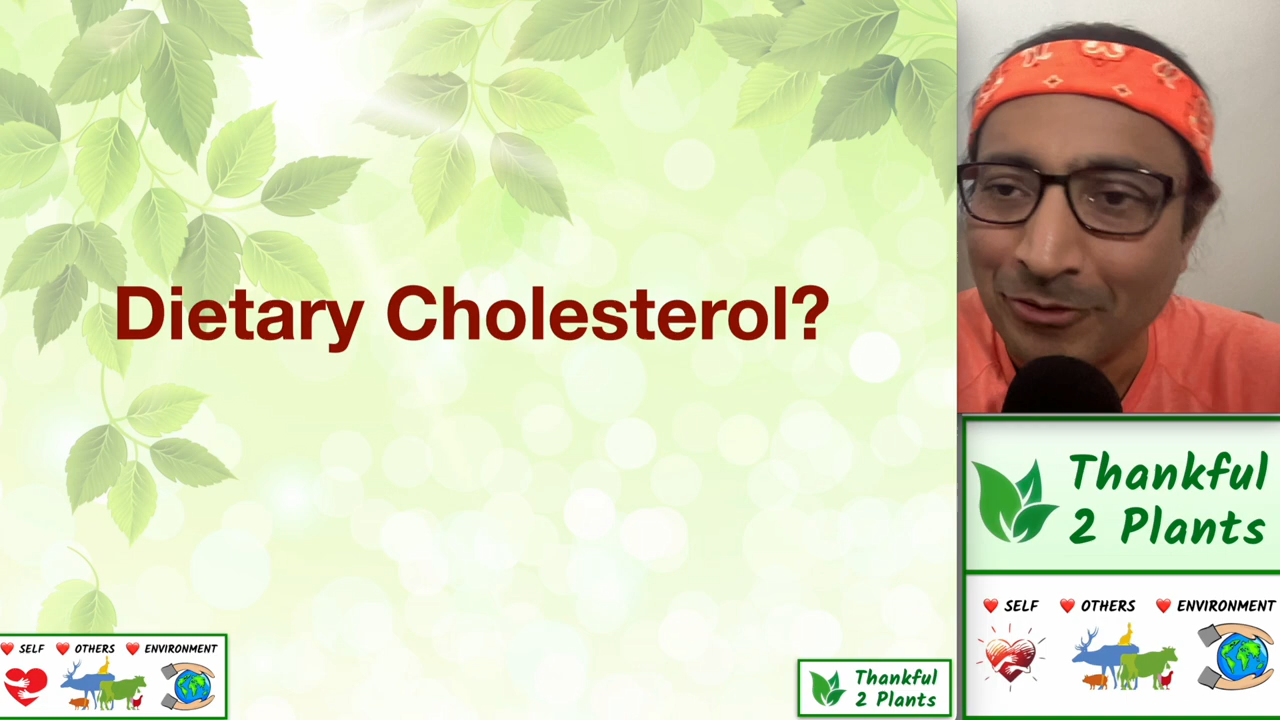 Dietary Cholesterol?
Thankful
2 Plants
SELF OTHERS ENVIRONMENT
SELF OTHERS ENVIRONMENT
Thankful
2 Plants